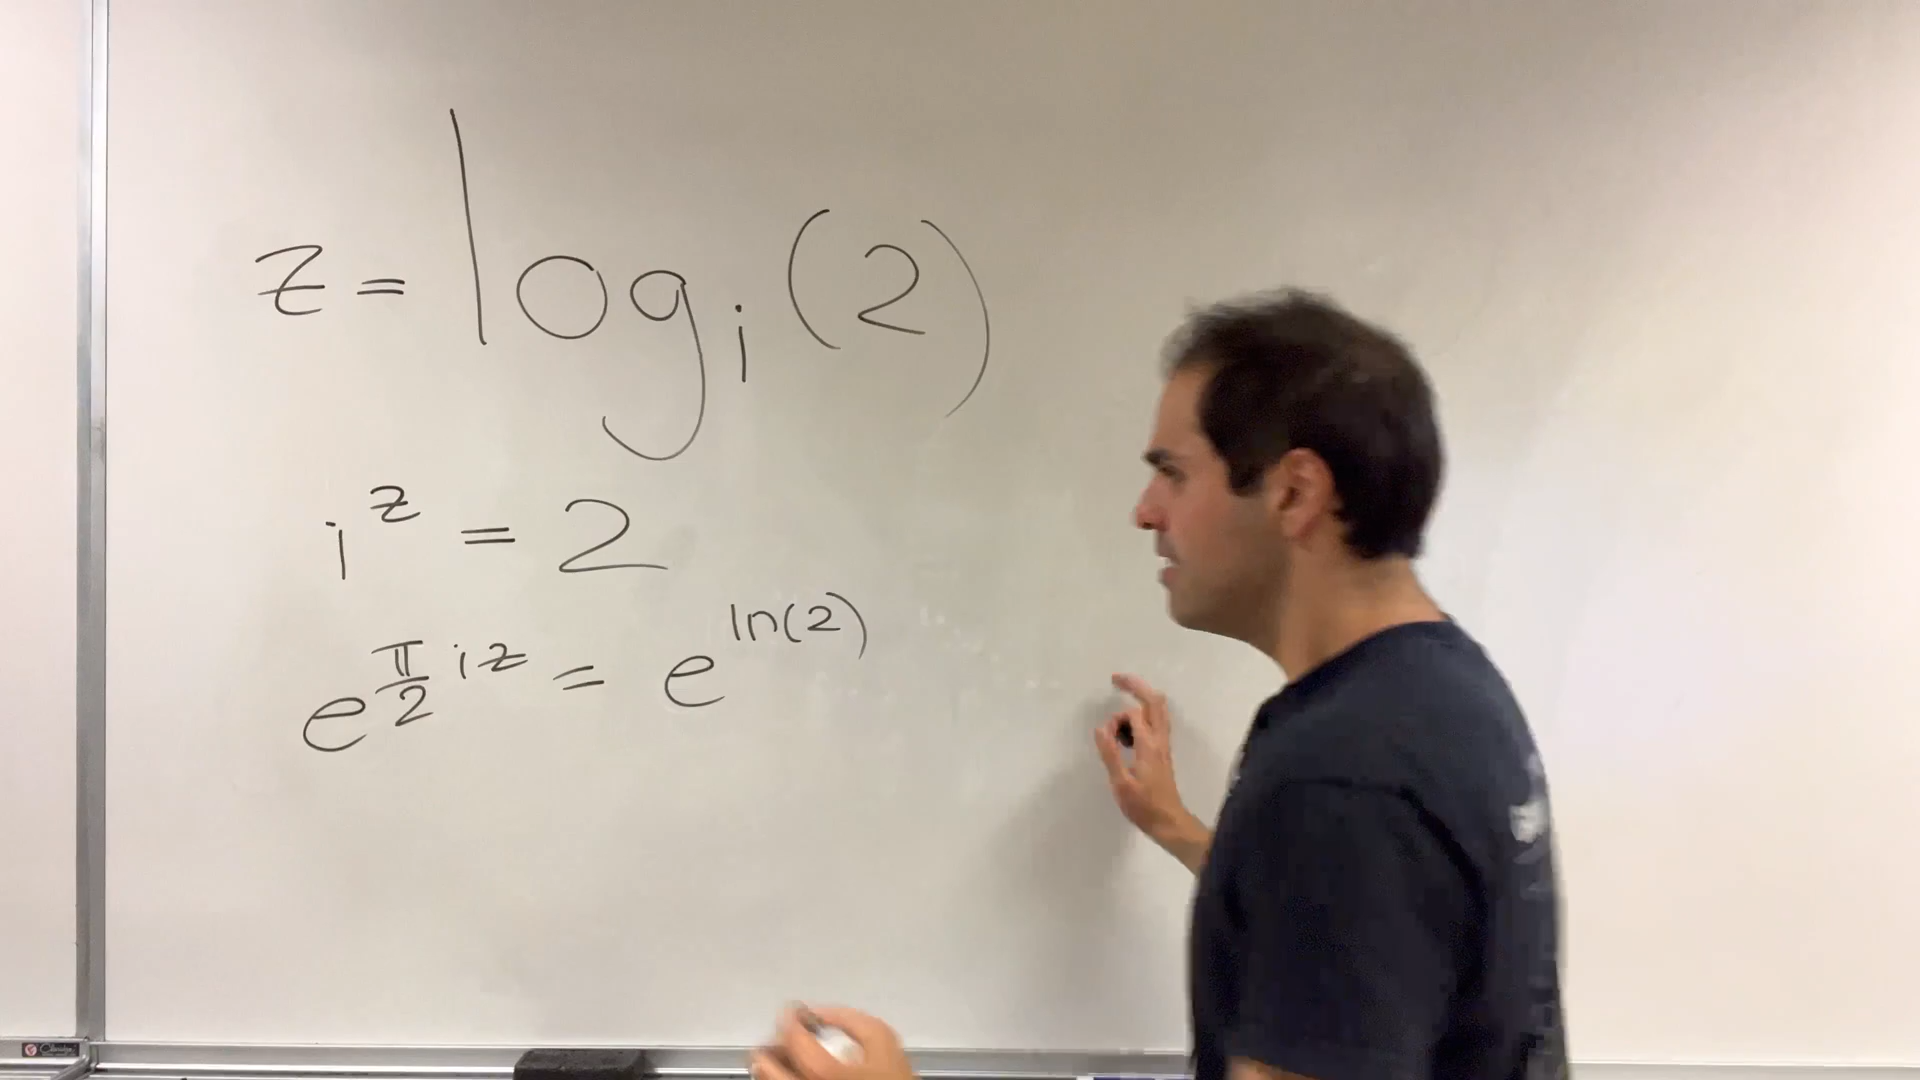 z = log_i (2)
i^z = 2
e^{π/2 iz} = e^{ln(2)}